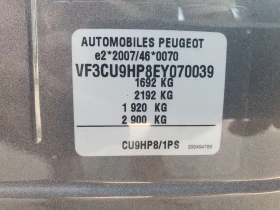 AUTOMOBILES PEUGEOT
e2*2007/46*0070
VF3CU9HP8EY070039
1692 KG
2192 KG
1 920 KG
2 900 KG
CU9HP8/1PS